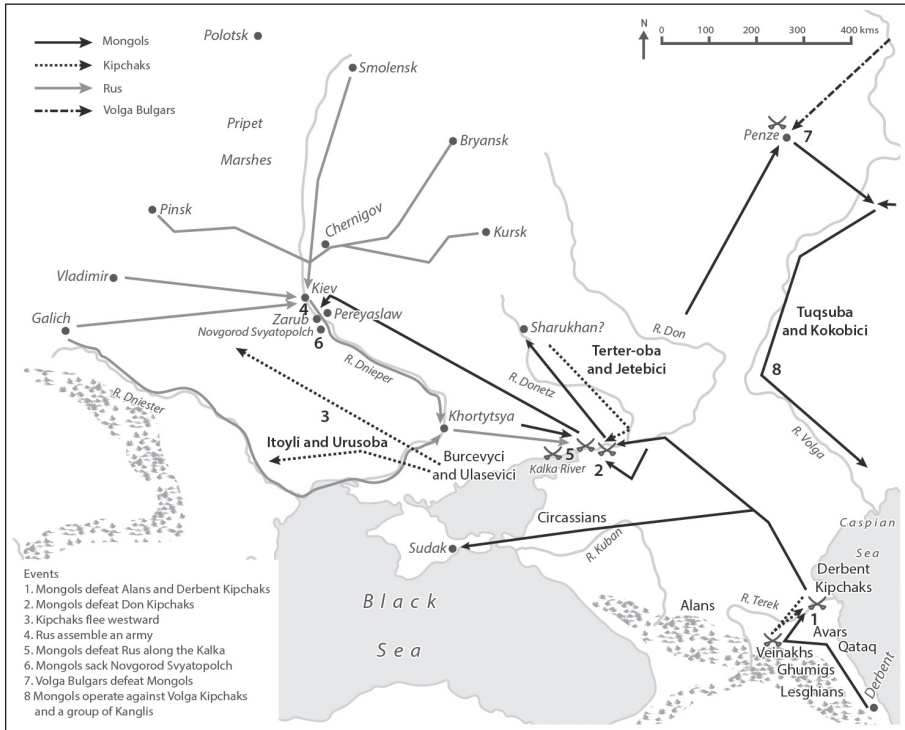 Mongols
Kipchaks
Rus
Volga Bulgars
Polotsk
Smolensk
N
0 100 200 300 400 kms
Pripet
Marshes
Bryansk
Penze
7
Pinsk
Chernigov
Kursk
Vladimir
Kiev
4
Zarub
Pereyaslaw
Galich
Novgorod Svyatopolch
6
Sharukhan?
R. Don
Tuqsuba
and Kokobici
Terter-oba
and Jetebici
R. Dnieper
R. Donetz
8
R. Dniester
3
Khortytsya
R. Volga
Itoyli and Urusoba
Burcevyci
and Ulasevici
5
Kalka River
2
Circassians
Caspian
Sea
Sudak
R. Kuban
Derbent
Kipchaks
Black
Sea
Alans
R. Terek
1
Avars
Qataq
Veinakhs
Ghumigs
Lesghians
Derbent
Events
1. Mongols defeat Alans and Derbent Kipchaks
2. Mongols defeat Don Kipchaks
3. Kipchaks flee westward
4. Rus assemble an army
5. Mongols defeat Rus along the Kalka
6. Mongols sack Novgorod Svyatopolch
7. Volga Bulgars defeat Mongols
8 Mongols operate against Volga Kipchaks
and a group of Kanglis